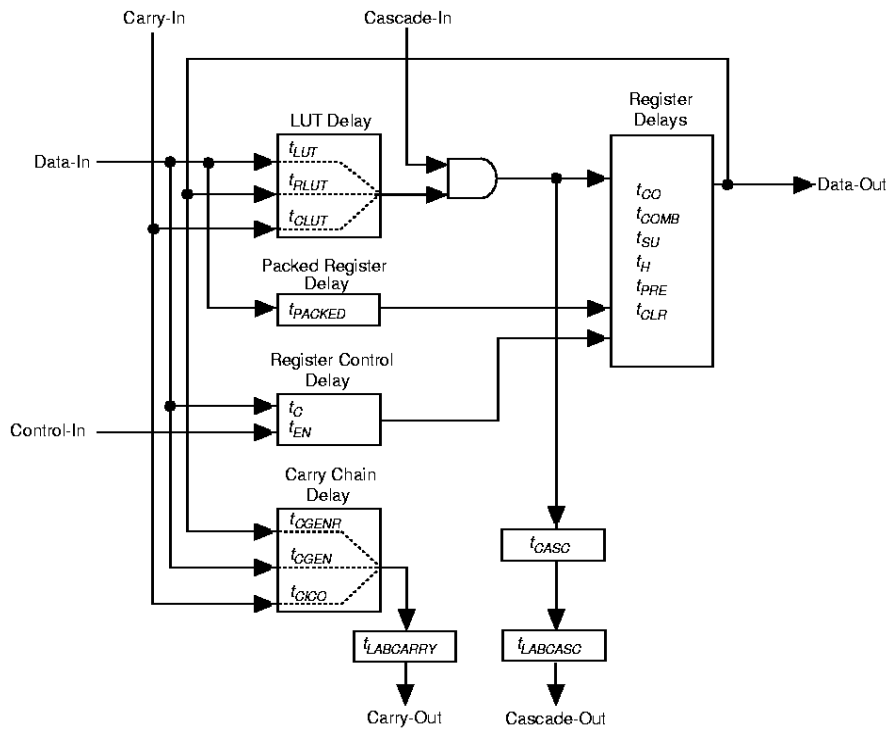 Carry-In
Cascade-In
Register
Delays
LUT Delay
Data-In
tLUT
tRLUT
tCLUT
tCO
tCOMB
tSU
tH
tPRE
tCLR
Data-Out
Packed Register
Delay
tPACKED
Register Control
Delay
tC
tEN
Control-In
Carry Chain
Delay
tCGENR
tCGEN
tCICO
tCASC
tLABCARRY
tLABCASC
Carry-Out
Cascade-Out